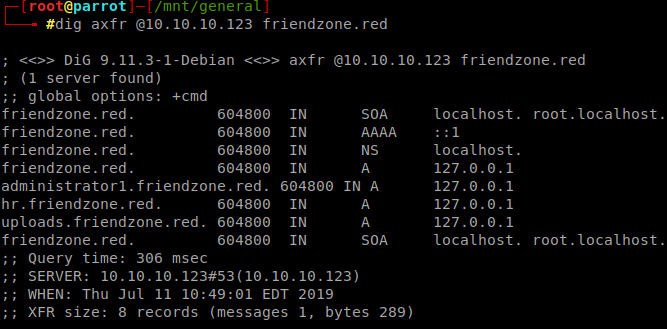 ┌─[root@parrot]─[/mnt/general]
└──╼ #dig axfr @10.10.10.123 friendzone.red

; <<>> DiG 9.11.3-1-Debian <<>> axfr @10.10.10.123 friendzone.red
; (1 server found)
;; global options: +cmd
friendzone.red.		604800	IN	SOA	localhost. root.localhost.
friendzone.red.		604800	IN	AAAA	::1
friendzone.red.		604800	IN	NS	localhost.
friendzone.red.		604800	IN	A	127.0.0.1
administrator1.friendzone.red. 604800 IN A	127.0.0.1
hr.friendzone.red.	604800	IN	A	127.0.0.1
uploads.friendzone.red.	604800	IN	A	127.0.0.1
friendzone.red.		604800	IN	SOA	localhost. root.localhost.
;; Query time: 306 msec
;; SERVER: 10.10.10.123#53(10.10.10.123)
;; WHEN: Thu Jul 11 10:49:01 EDT 2019
;; XFR size: 8 records (messages 1, bytes 289)